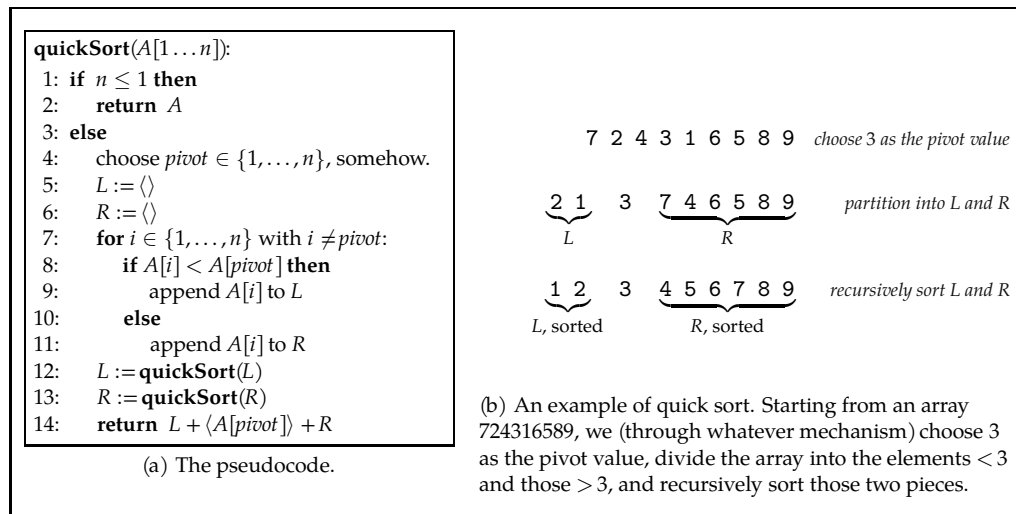 quickSort(A[1...n]):
1: if n ≤ 1 then
2: return A
3: else
4: choose pivot ∈ {1,...,n}, somehow.
5: L := ⟨⟩
6: R := ⟨⟩
7: for i ∈ {1,...,n} with i ≠ pivot:
8: if A[i] < A[pivot] then
9: append A[i] to L
10: else
11: append A[i] to R
12: L := quickSort(L)
13: R := quickSort(R)
14: return L + ⟨A[pivot]⟩ + R
(a) The pseudocode.
7 2 4 3 1 6 5 8 9 choose 3 as the pivot value
2 1 3 7 4 6 5 8 9 partition into L and R
L R
1 2 3 4 5 6 7 8 9 recursively sort L and R
L, sorted R, sorted
(b) An example of quick sort. Starting from an array
724316589, we (through whatever mechanism) choose 3
as the pivot value, divide the array into the elements < 3
and those > 3, and recursively sort those two pieces.